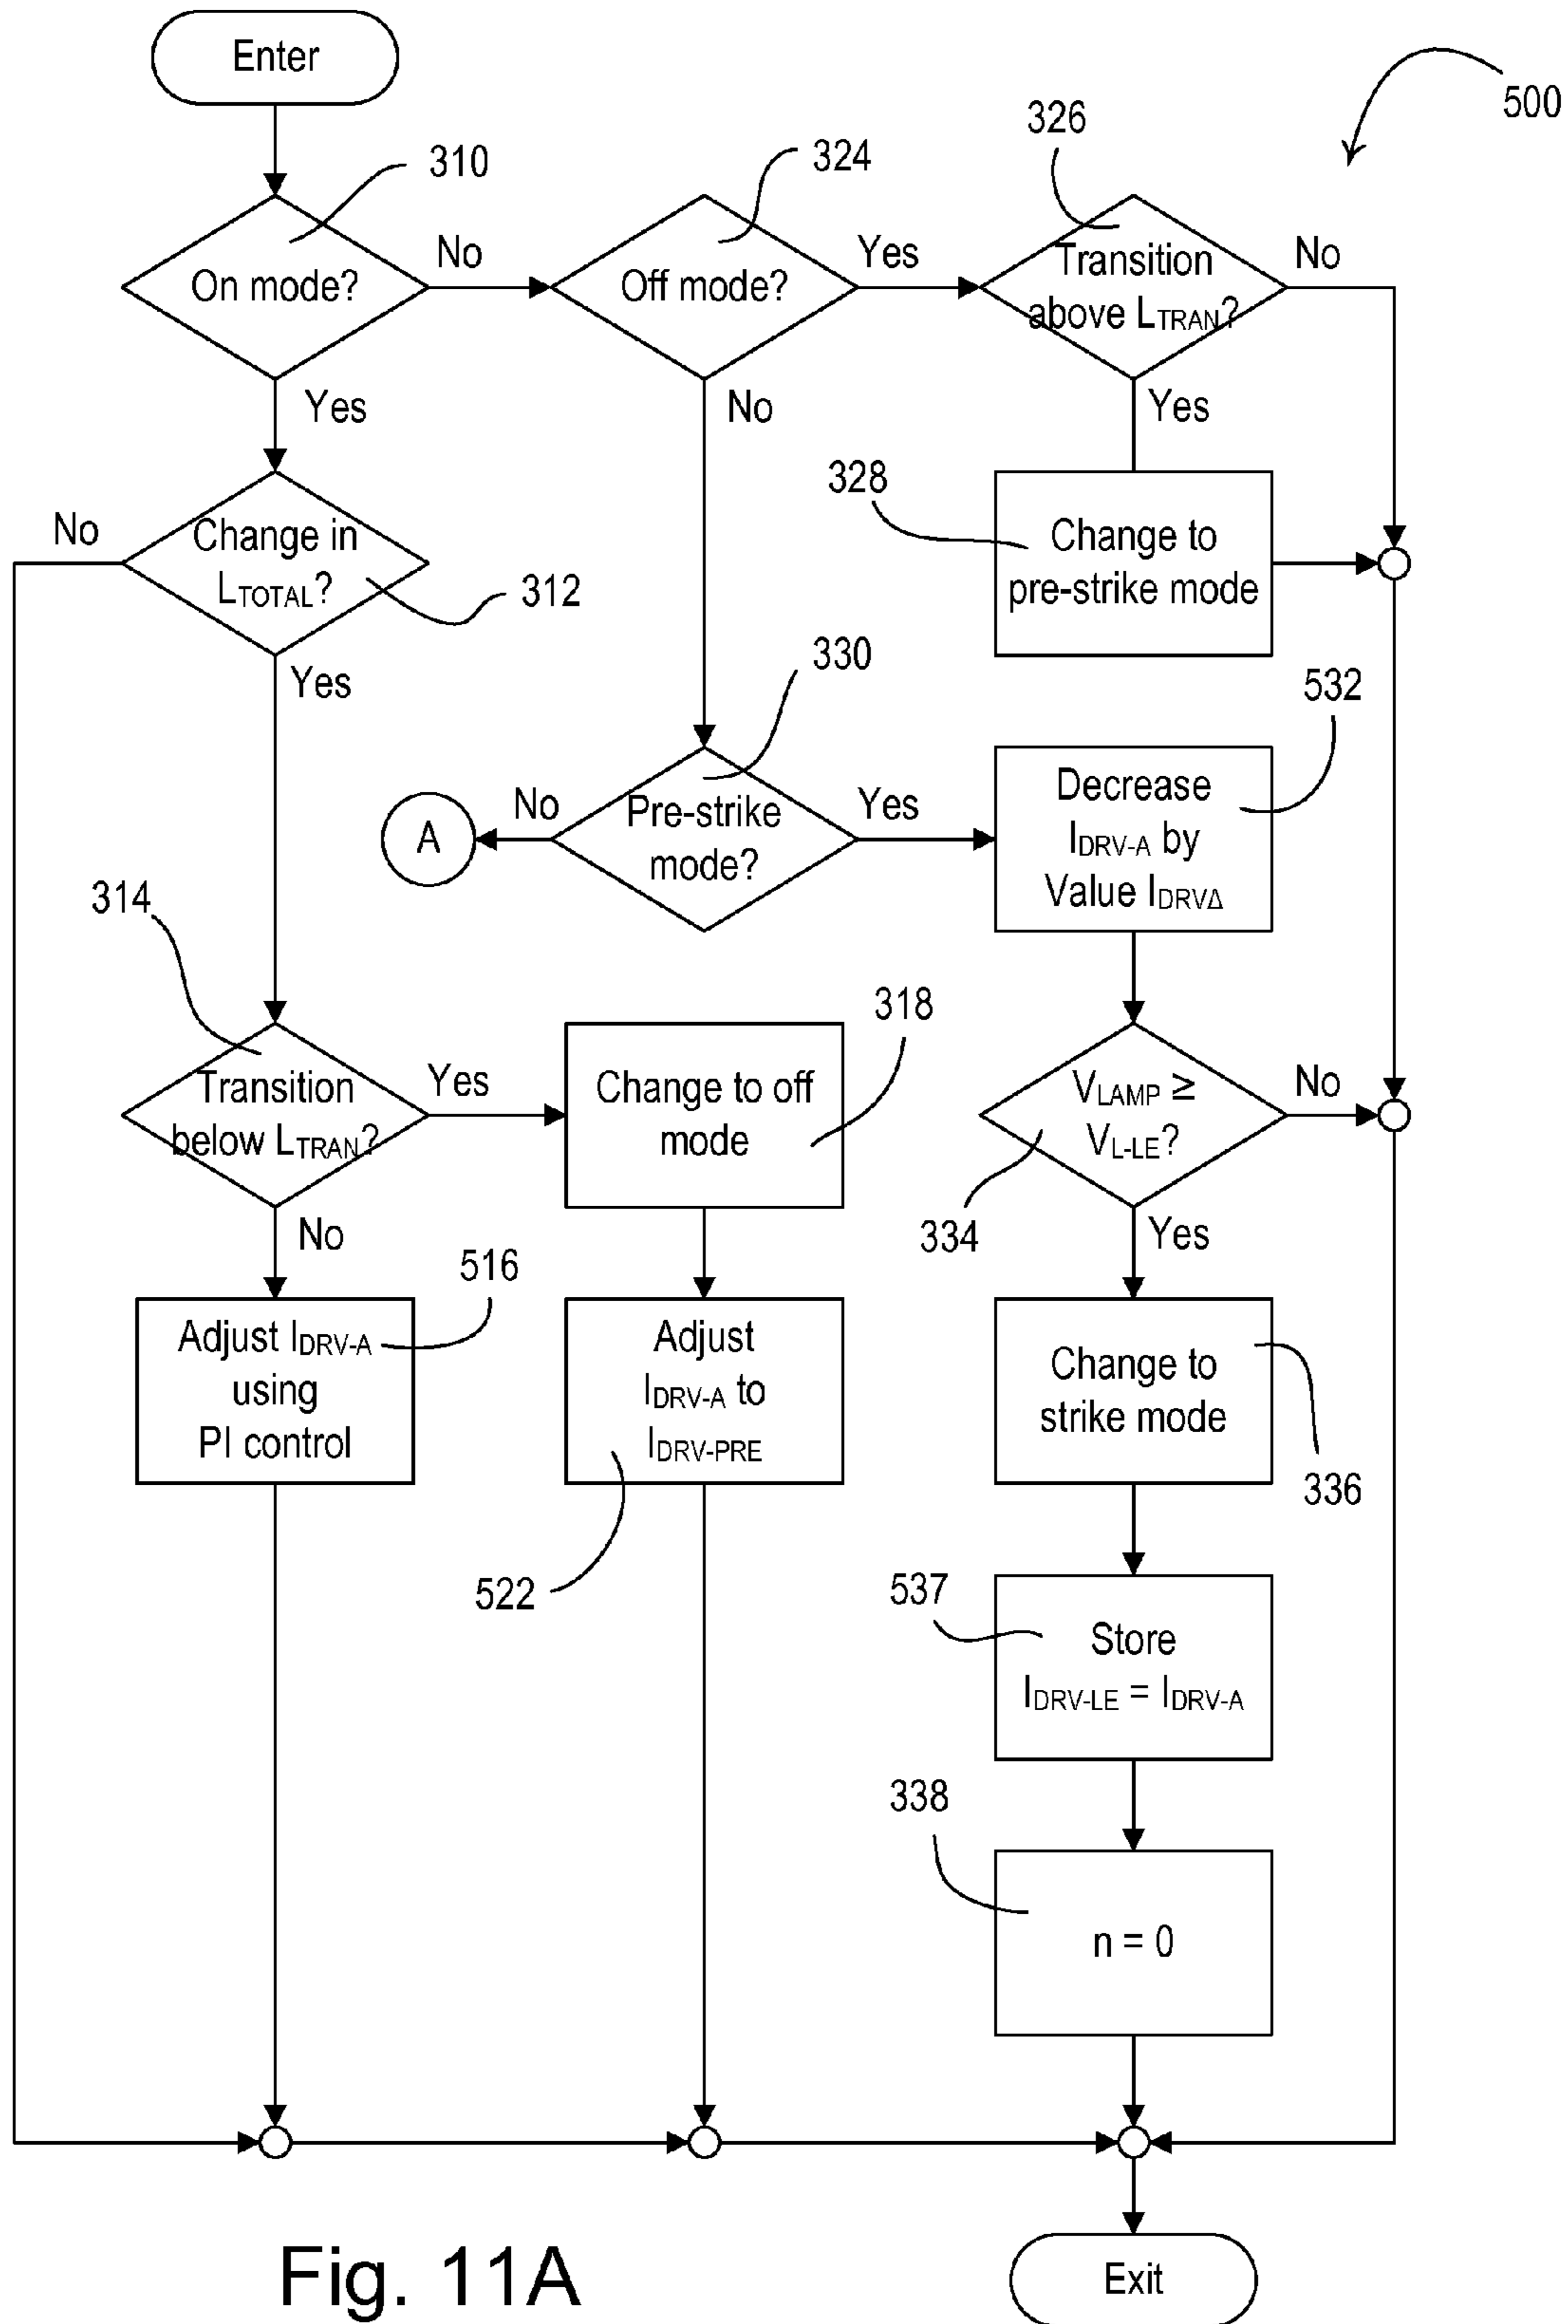 Enter
500
326
310
324
On mode?
No
Off mode?
Yes
Transition
above LTRAN?
No
Yes
No
Yes
328
Change to
pre-strike mode
No
Change in
LTOTAL?
312
Yes
330
532
A
No
Pre-strike
mode?
Yes
Decrease
IDRV-A by
Value IDRVΔ
314
318
Transition
below LTRAN?
Yes
Change to off
mode
VLAMP ≥
VL-LE?
No
334
No
Yes
516
Adjust IDRV-A
using
PI control
Adjust
IDRV-A to
IDRV-PRE
Change to
strike mode
336
522
537
Store
IDRV-LE = IDRV-A
338
n = 0
Fig. 11A
Exit